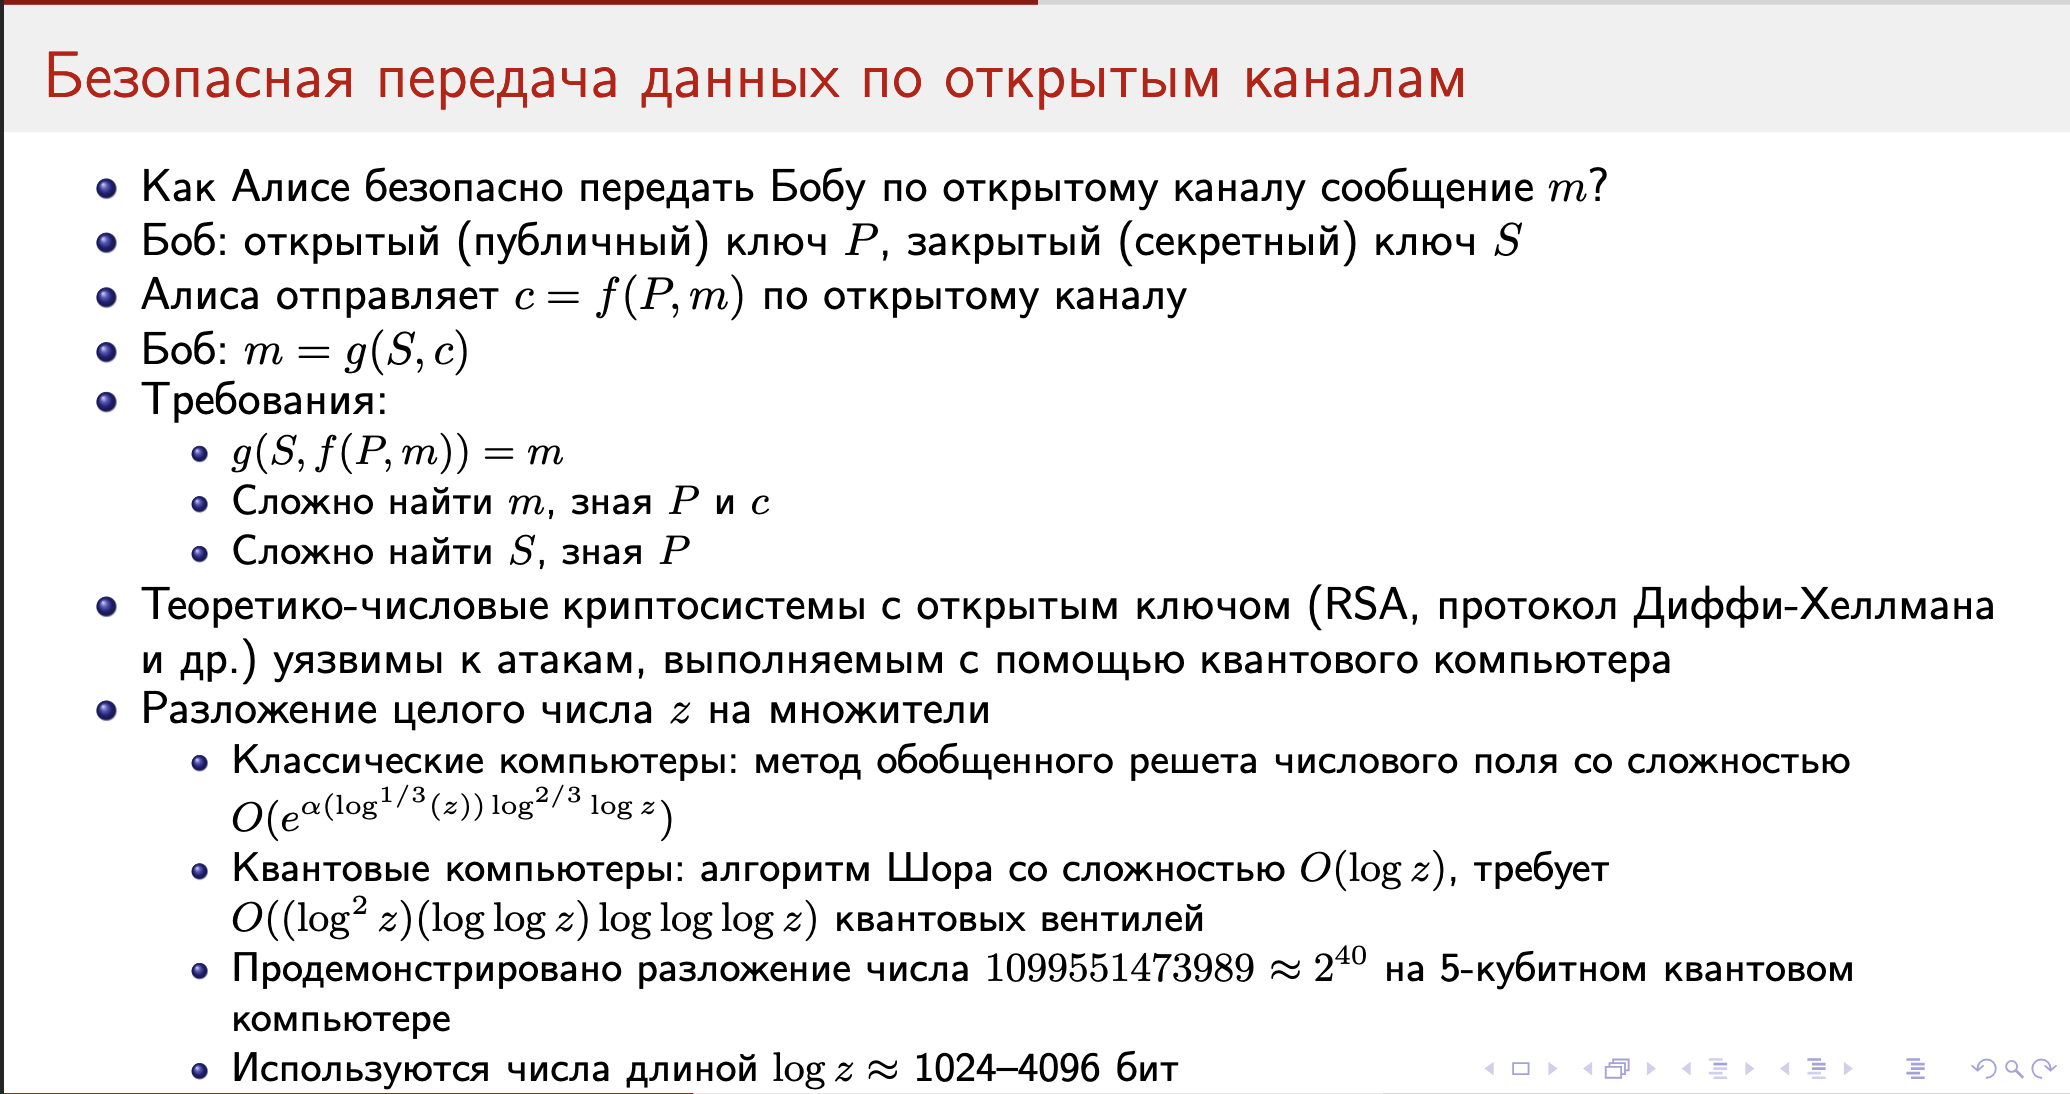 Безопасная передача данных по открытым каналам
Как Алисе безопасно передать Бобу по открытому каналу сообщение m?
Боб: открытый (публичный) ключ P, закрытый (секретный) ключ S
Алиса отправляет c = f(P, m) по открытому каналу
Боб: m = g(S, c)
Требования:
g(S, f(P, m)) = m
Сложно найти m, зная P и c
Сложно найти S, зная P
Теоретико-числовые криптосистемы с открытым ключом (RSA, протокол Диффи-Хеллмана
и др.) уязвимы к атакам, выполняемым с помощью квантового компьютера
Разложение целого числа z на множители
Классические компьютеры: метод обобщенного решета числового поля со сложностью
O(e^{α(log^{1/3}(z)) log^{2/3} log z})
Квантовые компьютеры: алгоритм Шора со сложностью O(log z), требует
O((log^2 z)(log log z) log log log z) квантовых вентилей
Продемонстрировано разложение числа 1099551473989 ≈ 2^{40} на 5-кубитном квантовом
компьютере
Используются числа длиной log z ≈ 1024–4096 бит